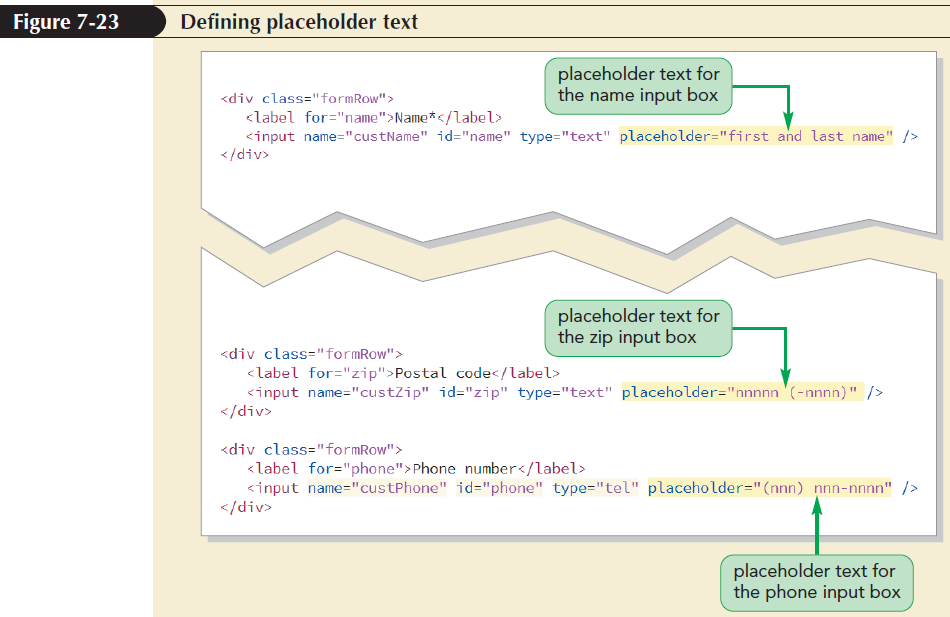 Figure 7-23 Defining placeholder text
placeholder text for
the name input box
<div class="formRow">
<label for="name">Name*</label>
<input name="custName" id="name" type="text" placeholder="first and last name" />
</div>
placeholder text for
the zip input box
<div class="formRow">
<label for="zip">Postal code</label>
<input name="custZip" id="zip" type="text" placeholder="nnnnn (-nnnn)" />
</div>
<div class="formRow">
<label for="phone">Phone number</label>
<input name="custPhone" id="phone" type="tel" placeholder="(nnn) nnn-nnnn" />
</div>
placeholder text for
the phone input box